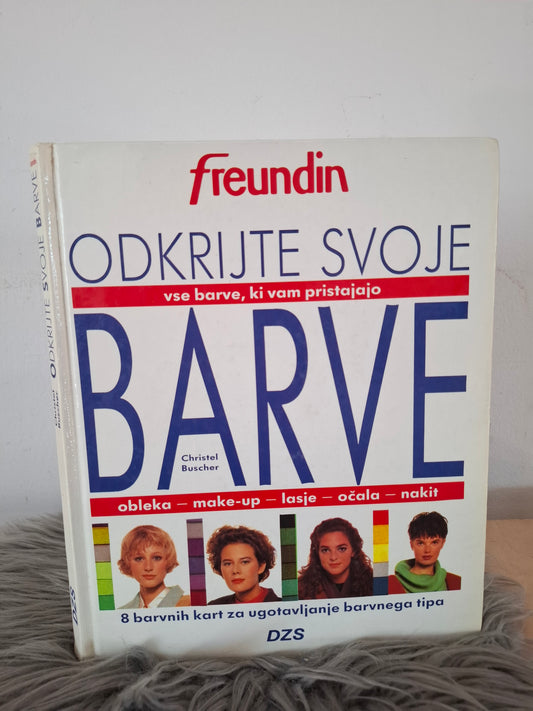 freundin
ODKRIJTE SVOJE
vse barve, ki vam pristajajo
BARVE
Christel
Buscher
obleka – make-up – lasje – očala – nakit
8 barvnih kart za ugotavljanje barvnega tipa
DZS
Christel
Buscher
ODKRIJTE SVOJE BARVE
DZS